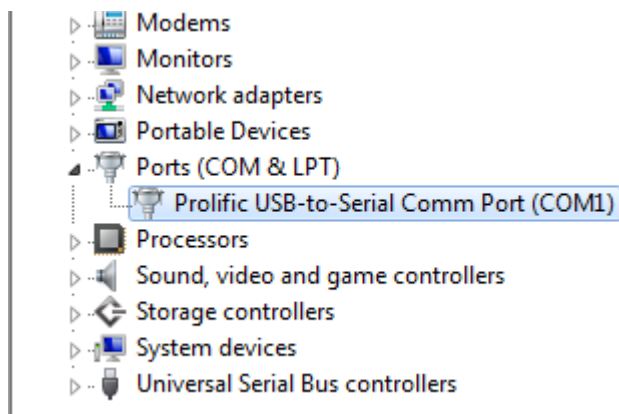 Modems
Monitors
Network adapters
Portable Devices
Ports (COM & LPT)
Prolific USB-to-Serial Comm Port (COM1)
Processors
Sound, video and game controllers
Storage controllers
System devices
Universal Serial Bus controllers